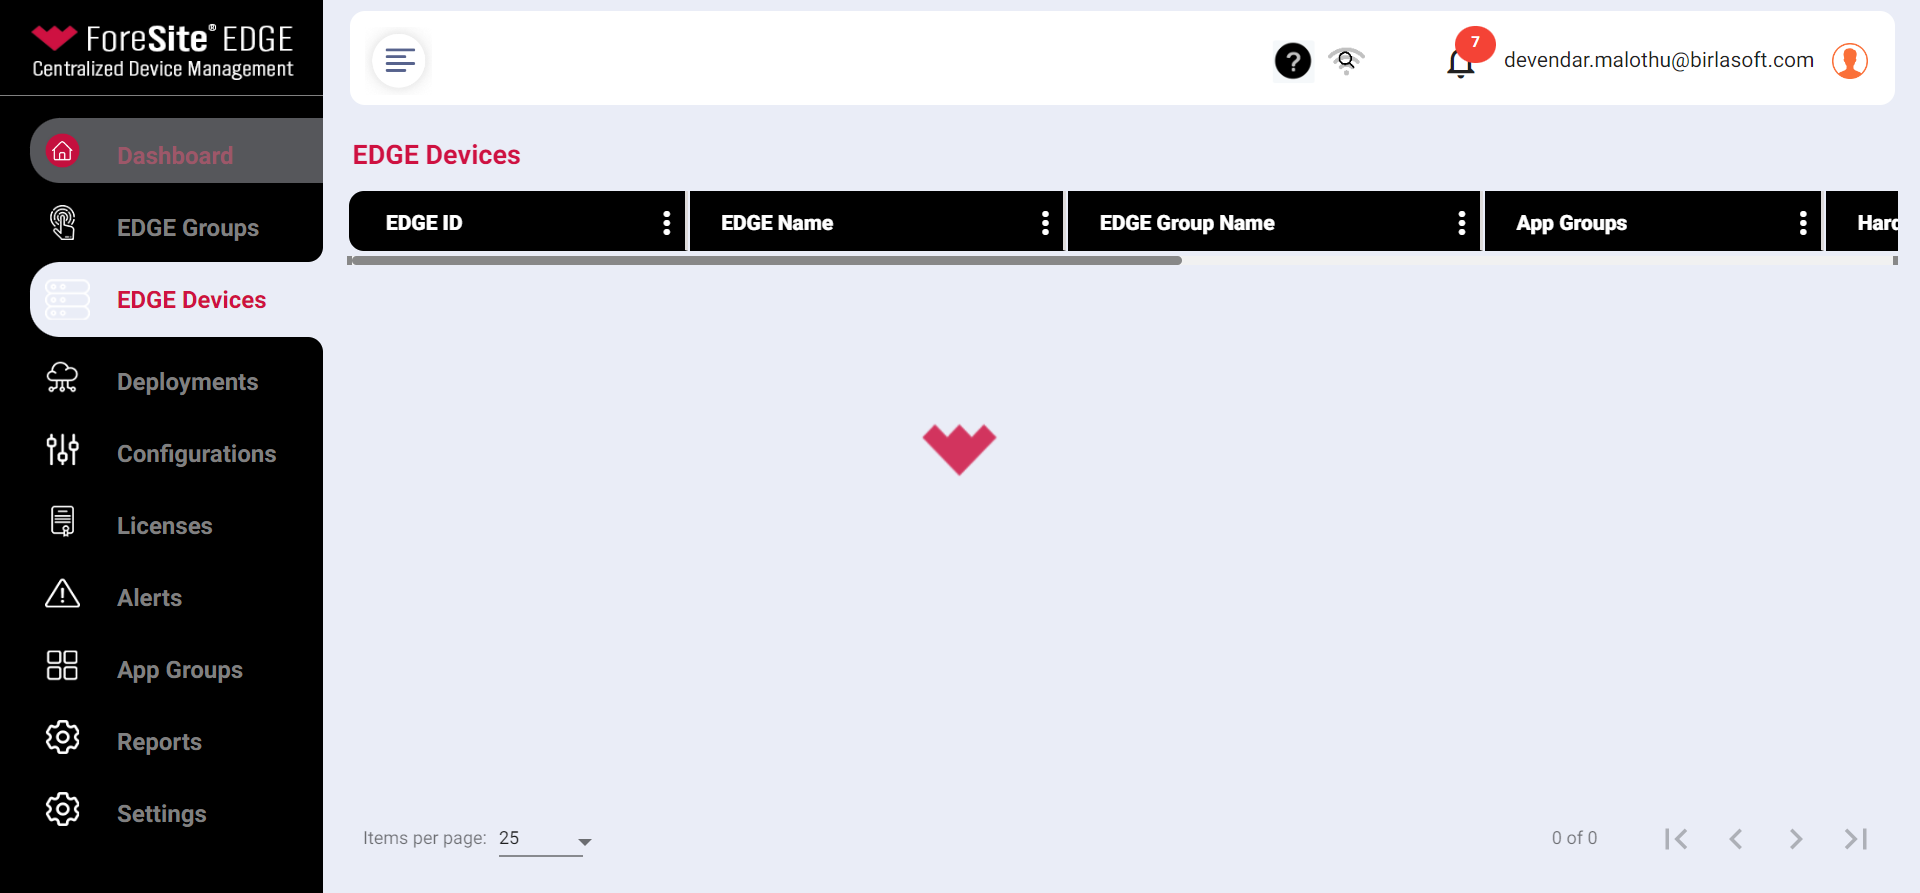 ForeSite® EDGE
Centralized Device Management
?
7
devendar.malothu@birlasoft.com
Dashboard
EDGE Groups
EDGE Devices
Deployments
Configurations
Licenses
Alerts
App Groups
Reports
Settings
EDGE Devices
EDGE ID
EDGE Name
EDGE Group Name
App Groups
Hard
Items per page: 25
0 of 0